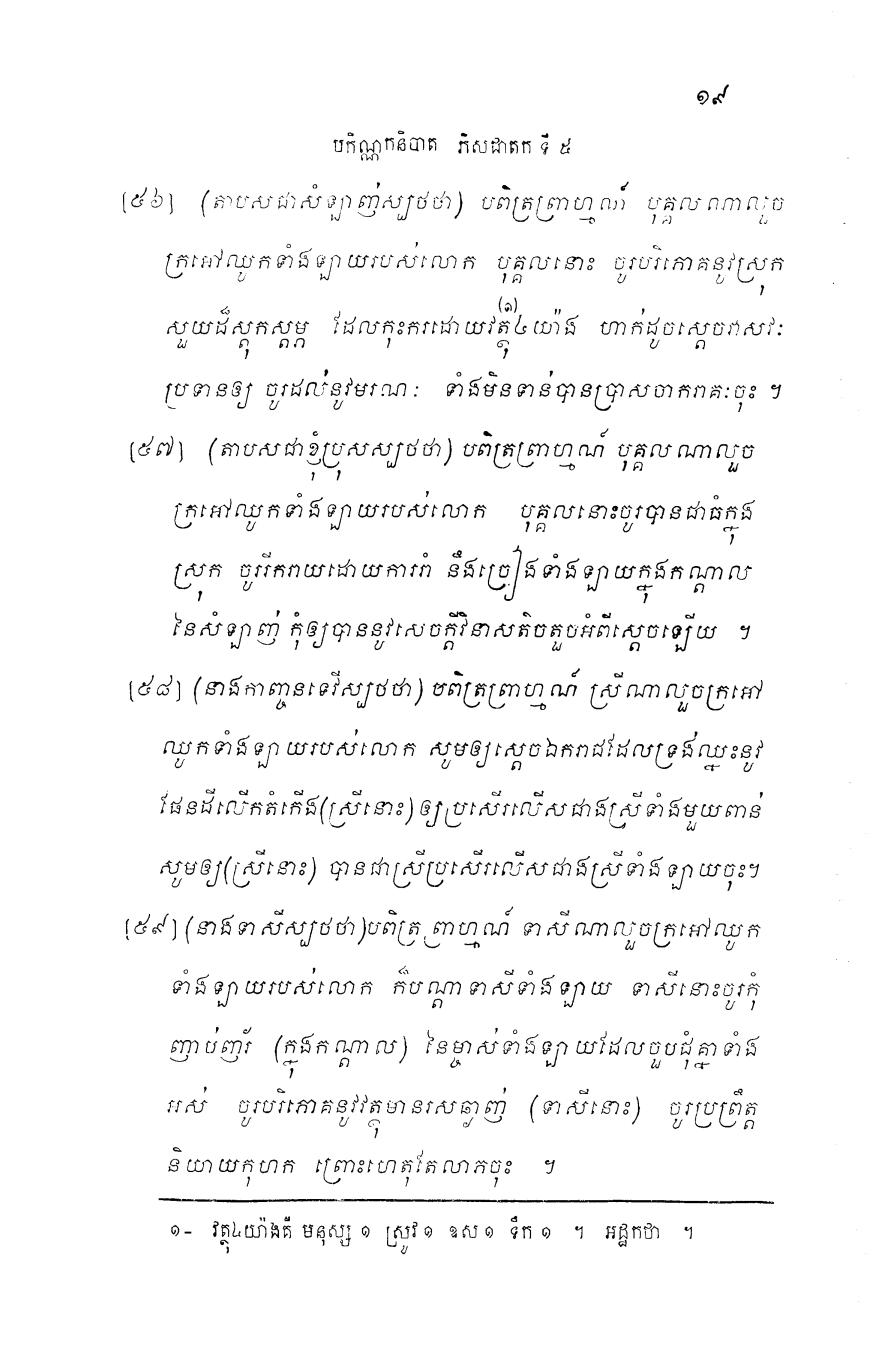 ១៩
បកិណ្ណកនិបាត ភិសជាតក ទី ៥
[៥៦] (តាបសជាសំឡាញ់ស្បថថា) បពិត្រព្រាហ្មណ៍ បុគ្គលណាលួច
ក្រអៅឈូកទាំងឡាយរបស់លោក បុគ្គលនោះ ចូរបរិភោគនូវស្រុក
សួយដ៏ស្តុកស្តម្ភ ដែលកុះករដោយវត្ថុ៤យ៉ាង (១) ហាក់ដូចស្តេចវាសវៈ
ប្រទានឲ្យ ចូរដល់នូវមរណៈ ទាំងមិនទាន់បានប្រាសចាករាគៈចុះ ។
[៥៧] (តាបសជាខ្ញុំប្រុសស្បថថា) បពិត្រព្រាហ្មណ៍ បុគ្គលណាលួច
ក្រអៅឈូកទាំងឡាយរបស់លោក បុគ្គលនោះចូរបានជាធំក្នុង
ស្រុក ចូររីករាយដោយការរាំ នឹងច្រៀងទាំងឡាយក្នុងកណ្តាល
នៃសំឡាញ់ កុំឲ្យបាននូវសេចក្តីវិនាសតិចតួចអំពីស្តេចឡើយ ។
[៥៨] (នាងកាញ្ចនទេវីស្បថថា) បពិត្រព្រាហ្មណ៍ ស្រីណាលួចក្រអៅ
ឈូកទាំងឡាយរបស់លោក សូមឲ្យស្តេចឯករាជដែលទ្រង់ឈ្នះនូវ
ផែនដីលើកតំកើង(ស្រីនោះ)ឲ្យប្រសើរលើសជាងស្រីទាំងមួយពាន់
សូមឲ្យ(ស្រីនោះ) បានជាស្រីប្រសើរលើសជាងស្រីទាំងឡាយចុះ។
[៥៩] (នាងទាសីស្បថថា)បពិត្រព្រាហ្មណ៍ ទាសីណាលួចក្រអៅឈូក
ទាំងឡាយរបស់លោក ក៏បណ្តាទាសីទាំងឡាយ ទាសីនោះចូរកុំ
ញាប់ញ័រ (ក្នុងកណ្តាល) នៃម្ចាស់ទាំងឡាយដែលចួបជុំគ្នាទាំង
អស់ ចូរបរិភោគនូវវត្ថុមានរសឆ្ងាញ់ (ទាសីនោះ) ចូរប្រព្រឹត្ត
និយាយកុហក ព្រោះហេតុតែលាភចុះ ។
១- វត្ថុ៤យ៉ាងគឺ មនុស្ស ១ ស្រូវ ១ ឧស ១ ទឹក ១ ។ អដ្ឋកថា ។